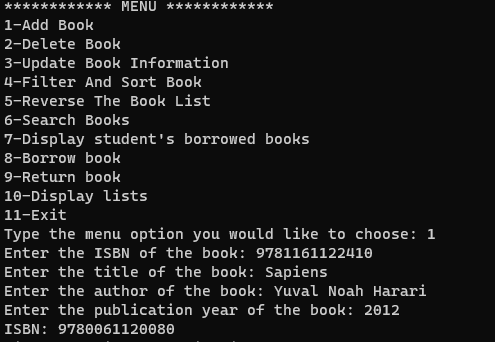 ************ MENU ************
1-Add Book
2-Delete Book
3-Update Book Information
4-Filter And Sort Book
5-Reverse The Book List
6-Search Books
7-Display student's borrowed books
8-Borrow book
9-Return book
10-Display lists
11-Exit
Type the menu option you would like to choose: 1
Enter the ISBN of the book: 9781161122410
Enter the title of the book: Sapiens
Enter the author of the book: Yuval Noah Harari
Enter the publication year of the book: 2012
ISBN: 9780061120080